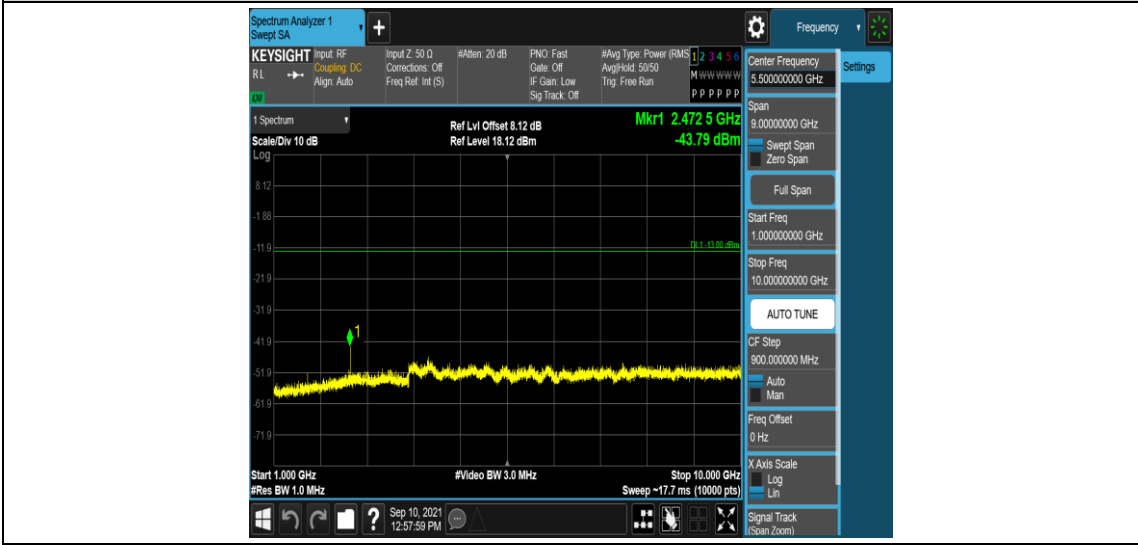 Spectrum Analyzer 1
Swept SA
+
Frequency
KEYSIGHT
RL
LM
Input: RF
Coupling: DC
Align: Auto
Input Z: 50 Ω
Corrections: Off
Freq Ref: Int (S)
#Atten: 20 dB
PNO: Fast
Gate: Off
IF Gain: Low
Sig Track: Off
#Avg Type: Power (RMS
Avg|Hold: 50/50
Trig: Free Run
1 2 3 4 5 6
M W W W W W
P P P P P P
1 Spectrum
Scale/Div 10 dB
Log
Ref Lvl Offset 8.12 dB
Ref Level 18.12 dBm
Mkr1 2.472 5 GHz
-43.79 dBm
8.12
-1.88
-11.9
DL1 -13.00 dBm
-21.9
-31.9
-41.9
1
-51.9
-61.9
-71.9
Start 1.000 GHz
#Res BW 1.0 MHz
#Video BW 3.0 MHz
Stop 10.000 GHz
Sweep ~17.7 ms (10000 pts)
?
Sep 10, 2021
12:57:59 PM
Center Frequency
5.500000000 GHz
Settings
Span
9.00000000 GHz
Swept Span
Zero Span
Full Span
Start Freq
1.000000000 GHz
Stop Freq
10.000000000 GHz
AUTO TUNE
CF Step
900.000000 MHz
Auto
Man
Freq Offset
0 Hz
X Axis Scale
Log
Lin
Signal Track
(Span Zoom)